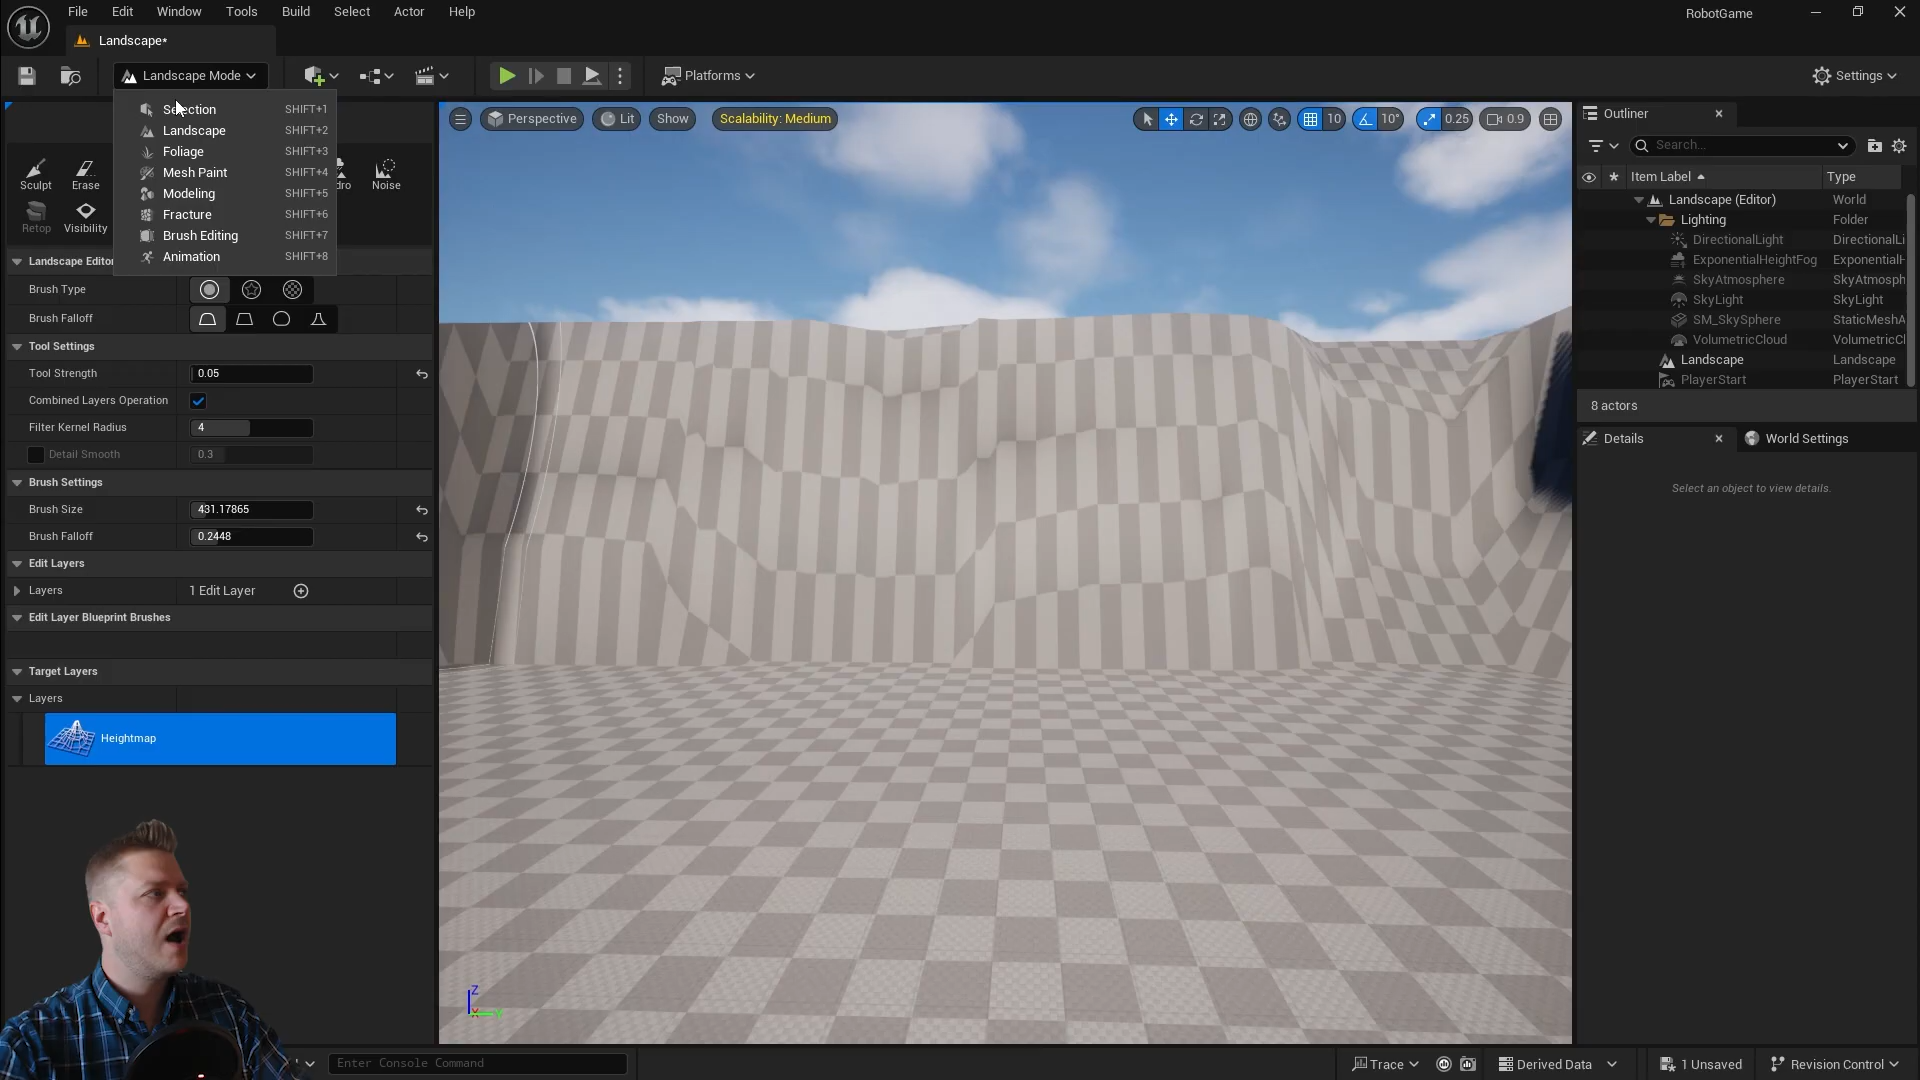 File Edit Window Tools Build Select Actor Help
RobotGame
Landscape*
Landscape Mode
Platforms
Settings
Selection SHIFT+1
Landscape SHIFT+2
Foliage SHIFT+3
Mesh Paint SHIFT+4
Modeling SHIFT+5
Fracture SHIFT+6
Brush Editing SHIFT+7
Animation SHIFT+8
Sculpt Erase dro Noise
Retop Visibility
Landscape Editor
Brush Type
Brush Falloff
Tool Settings
Tool Strength 0.05
Combined Layers Operation
Filter Kernel Radius 4
Detail Smooth 0.3
Brush Settings
Brush Size 431.17865
Brush Falloff 0.2448
Edit Layers
Layers 1 Edit Layer
Edit Layer Blueprint Brushes
Target Layers
Layers
Heightmap
Perspective Lit Show Scalability: Medium 10 10° 0.25 0.9
Z
Y
Outliner
Search...
Item Label Type
Landscape (Editor) World
Lighting Folder
DirectionalLight DirectionalLi
ExponentialHeightFog ExponentialH
SkyAtmosphere SkyAtmosph
SkyLight SkyLight
SM_SkySphere StaticMeshA
VolumetricCloud VolumetricCl
Landscape Landscape
PlayerStart PlayerStart
8 actors
Details World Settings
Select an object to view details.
Enter Console Command
Trace Derived Data 1 Unsaved Revision Control